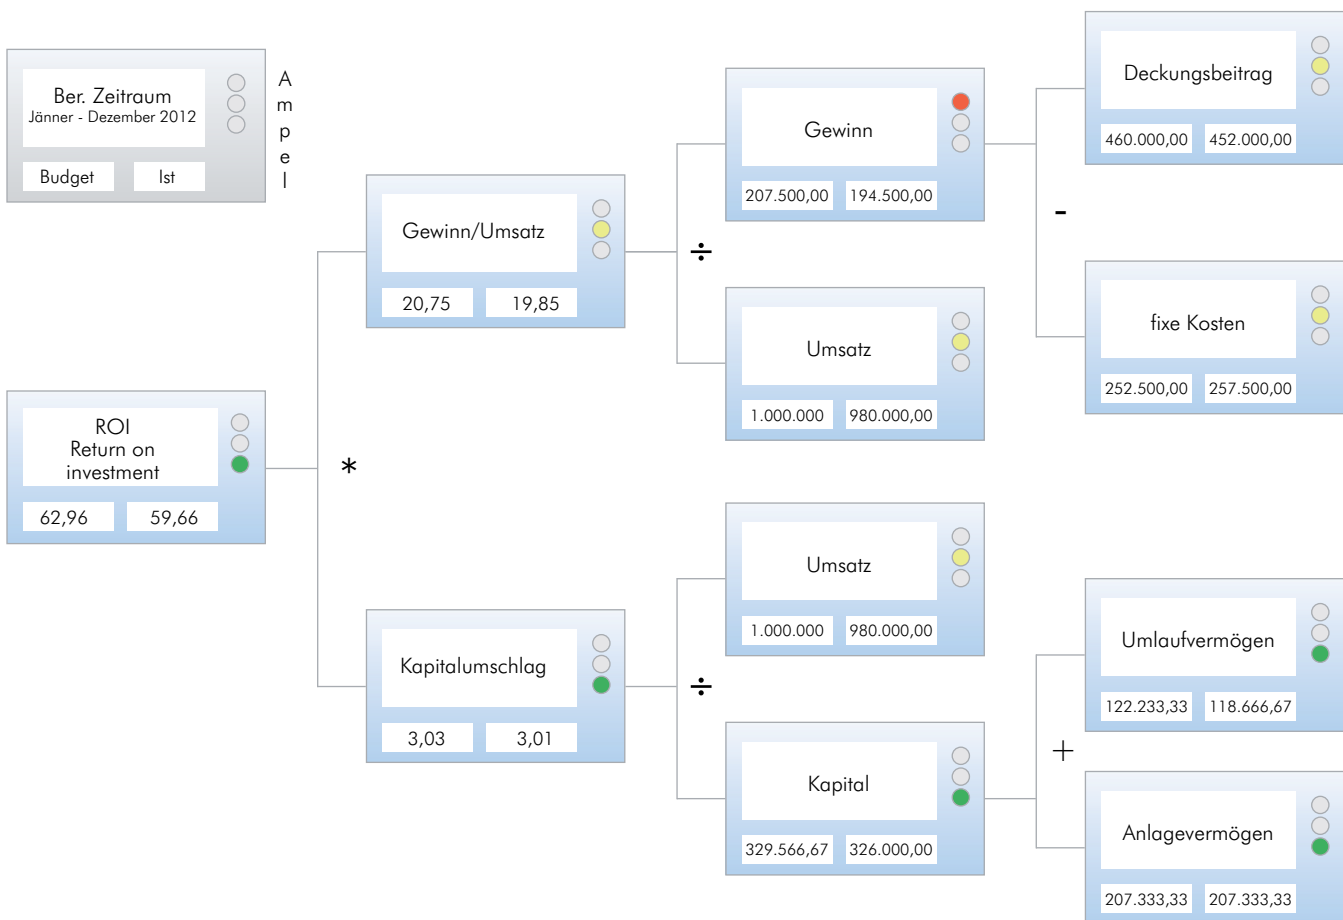 Ber. Zeitraum
Jänner - Dezember 2012
Budget Ist
A
m
p
e
l
ROI
Return on
investment
62,96 59,66
*
Gewinn/Umsatz
20,75 19,85
÷
Kapitalumschlag
3,03 3,01
÷
Gewinn
207.500,00 194.500,00
-
Umsatz
1.000.000 980.000,00
Umsatz
1.000.000 980.000,00
Kapital
329.566,67 326.000,00
+
Deckungsbeitrag
460.000,00 452.000,00
fixe Kosten
252.500,00 257.500,00
Umlaufvermögen
122.233,33 118.666,67
Anlagevermögen
207.333,33 207.333,33